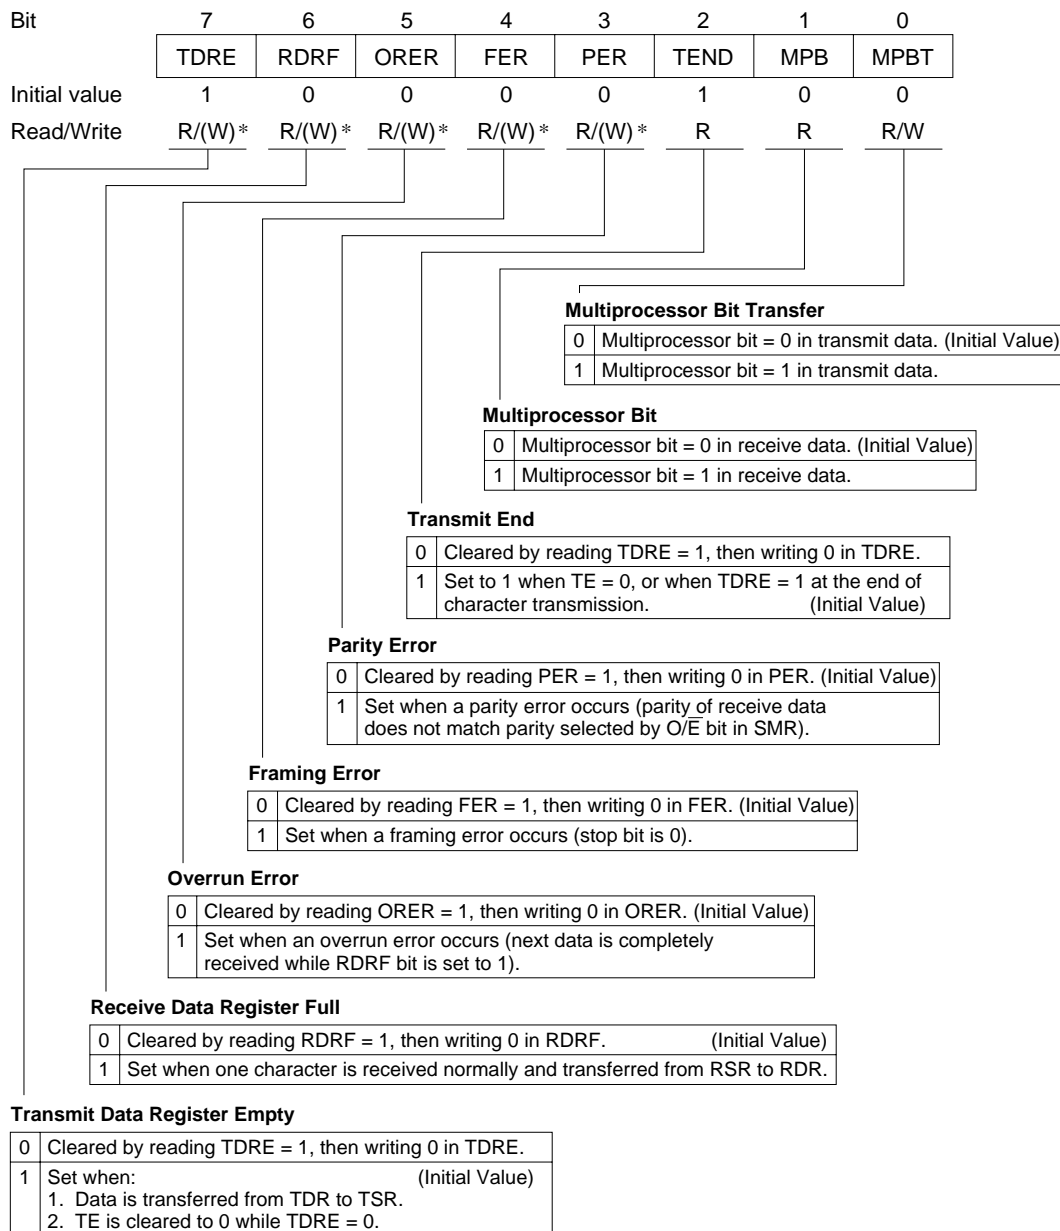 Bit 7 6 5 4 3 2 1 0
TDRE RDRF ORER FER PER TEND MPB MPBT
Initial value 1 0 0 0 0 1 0 0
Read/Write R/(W)* R/(W)* R/(W)* R/(W)* R/(W)* R R R/W
Multiprocessor Bit Transfer
0 Multiprocessor bit = 0 in transmit data. (Initial Value)
1 Multiprocessor bit = 1 in transmit data.
Multiprocessor Bit
0 Multiprocessor bit = 0 in receive data. (Initial Value)
1 Multiprocessor bit = 1 in receive data.
Transmit End
0 Cleared by reading TDRE = 1, then writing 0 in TDRE.
1 Set to 1 when TE = 0, or when TDRE = 1 at the end of
character transmission. (Initial Value)
Parity Error
0 Cleared by reading PER = 1, then writing 0 in PER. (Initial Value)
1 Set when a parity error occurs (parity of receive data
does not match parity selected by O/E̅ bit in SMR).
Framing Error
0 Cleared by reading FER = 1, then writing 0 in FER. (Initial Value)
1 Set when a framing error occurs (stop bit is 0).
Overrun Error
0 Cleared by reading ORER = 1, then writing 0 in ORER. (Initial Value)
1 Set when an overrun error occurs (next data is completely
received while RDRF bit is set to 1).
Receive Data Register Full
0 Cleared by reading RDRF = 1, then writing 0 in RDRF. (Initial Value)
1 Set when one character is received normally and transferred from RSR to RDR.
Transmit Data Register Empty
0 Cleared by reading TDRE = 1, then writing 0 in TDRE.
1 Set when: (Initial Value)
1. Data is transferred from TDR to TSR.
2. TE is cleared to 0 while TDRE = 0.